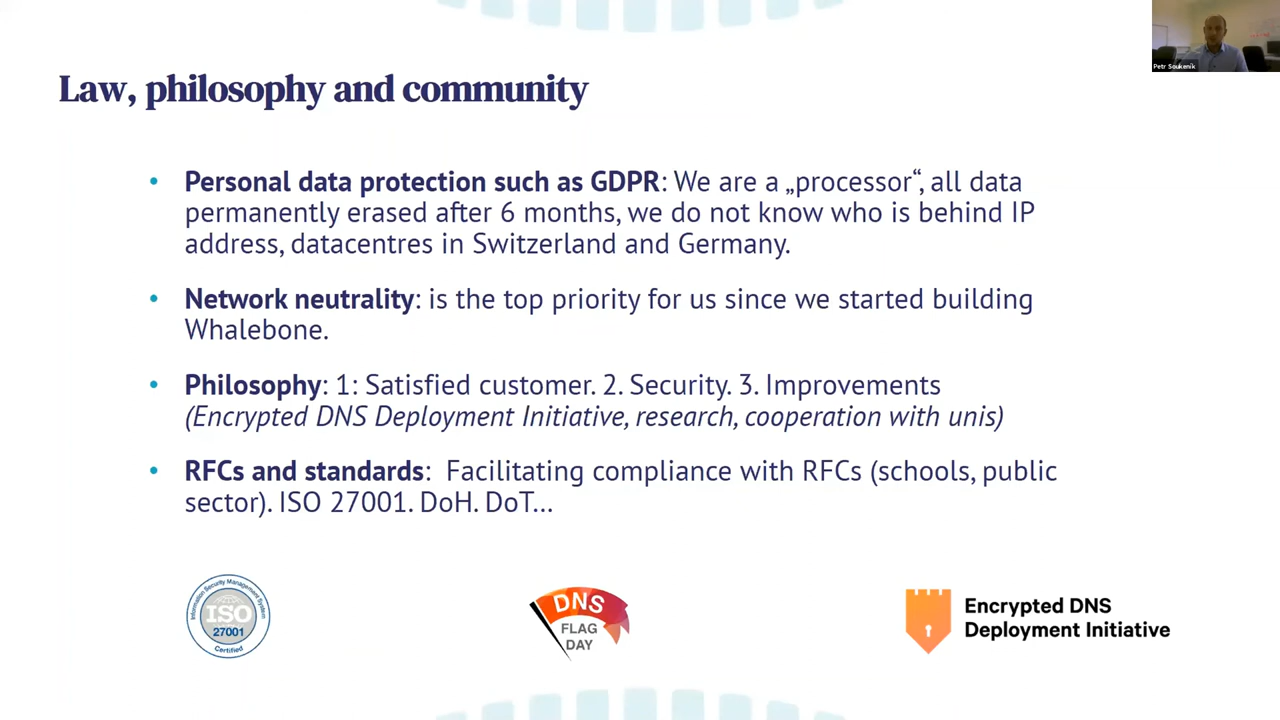 Petr Soukenik
Law, philosophy and community
• Personal data protection such as GDPR: We are a „processor“, all data
permanently erased after 6 months, we do not know who is behind IP
address, datacentres in Switzerland and Germany.
• Network neutrality: is the top priority for us since we started building
Whalebone.
• Philosophy: 1: Satisfied customer. 2. Security. 3. Improvements
(Encrypted DNS Deployment Initiative, research, cooperation with unis)
• RFCs and standards: Facilitating compliance with RFCs (schools, public
sector). ISO 27001. DoH. DoT...
Information Security Management System
ISO
27001
Certified
DNS
FLAG
DAY
Encrypted DNS
Deployment Initiative